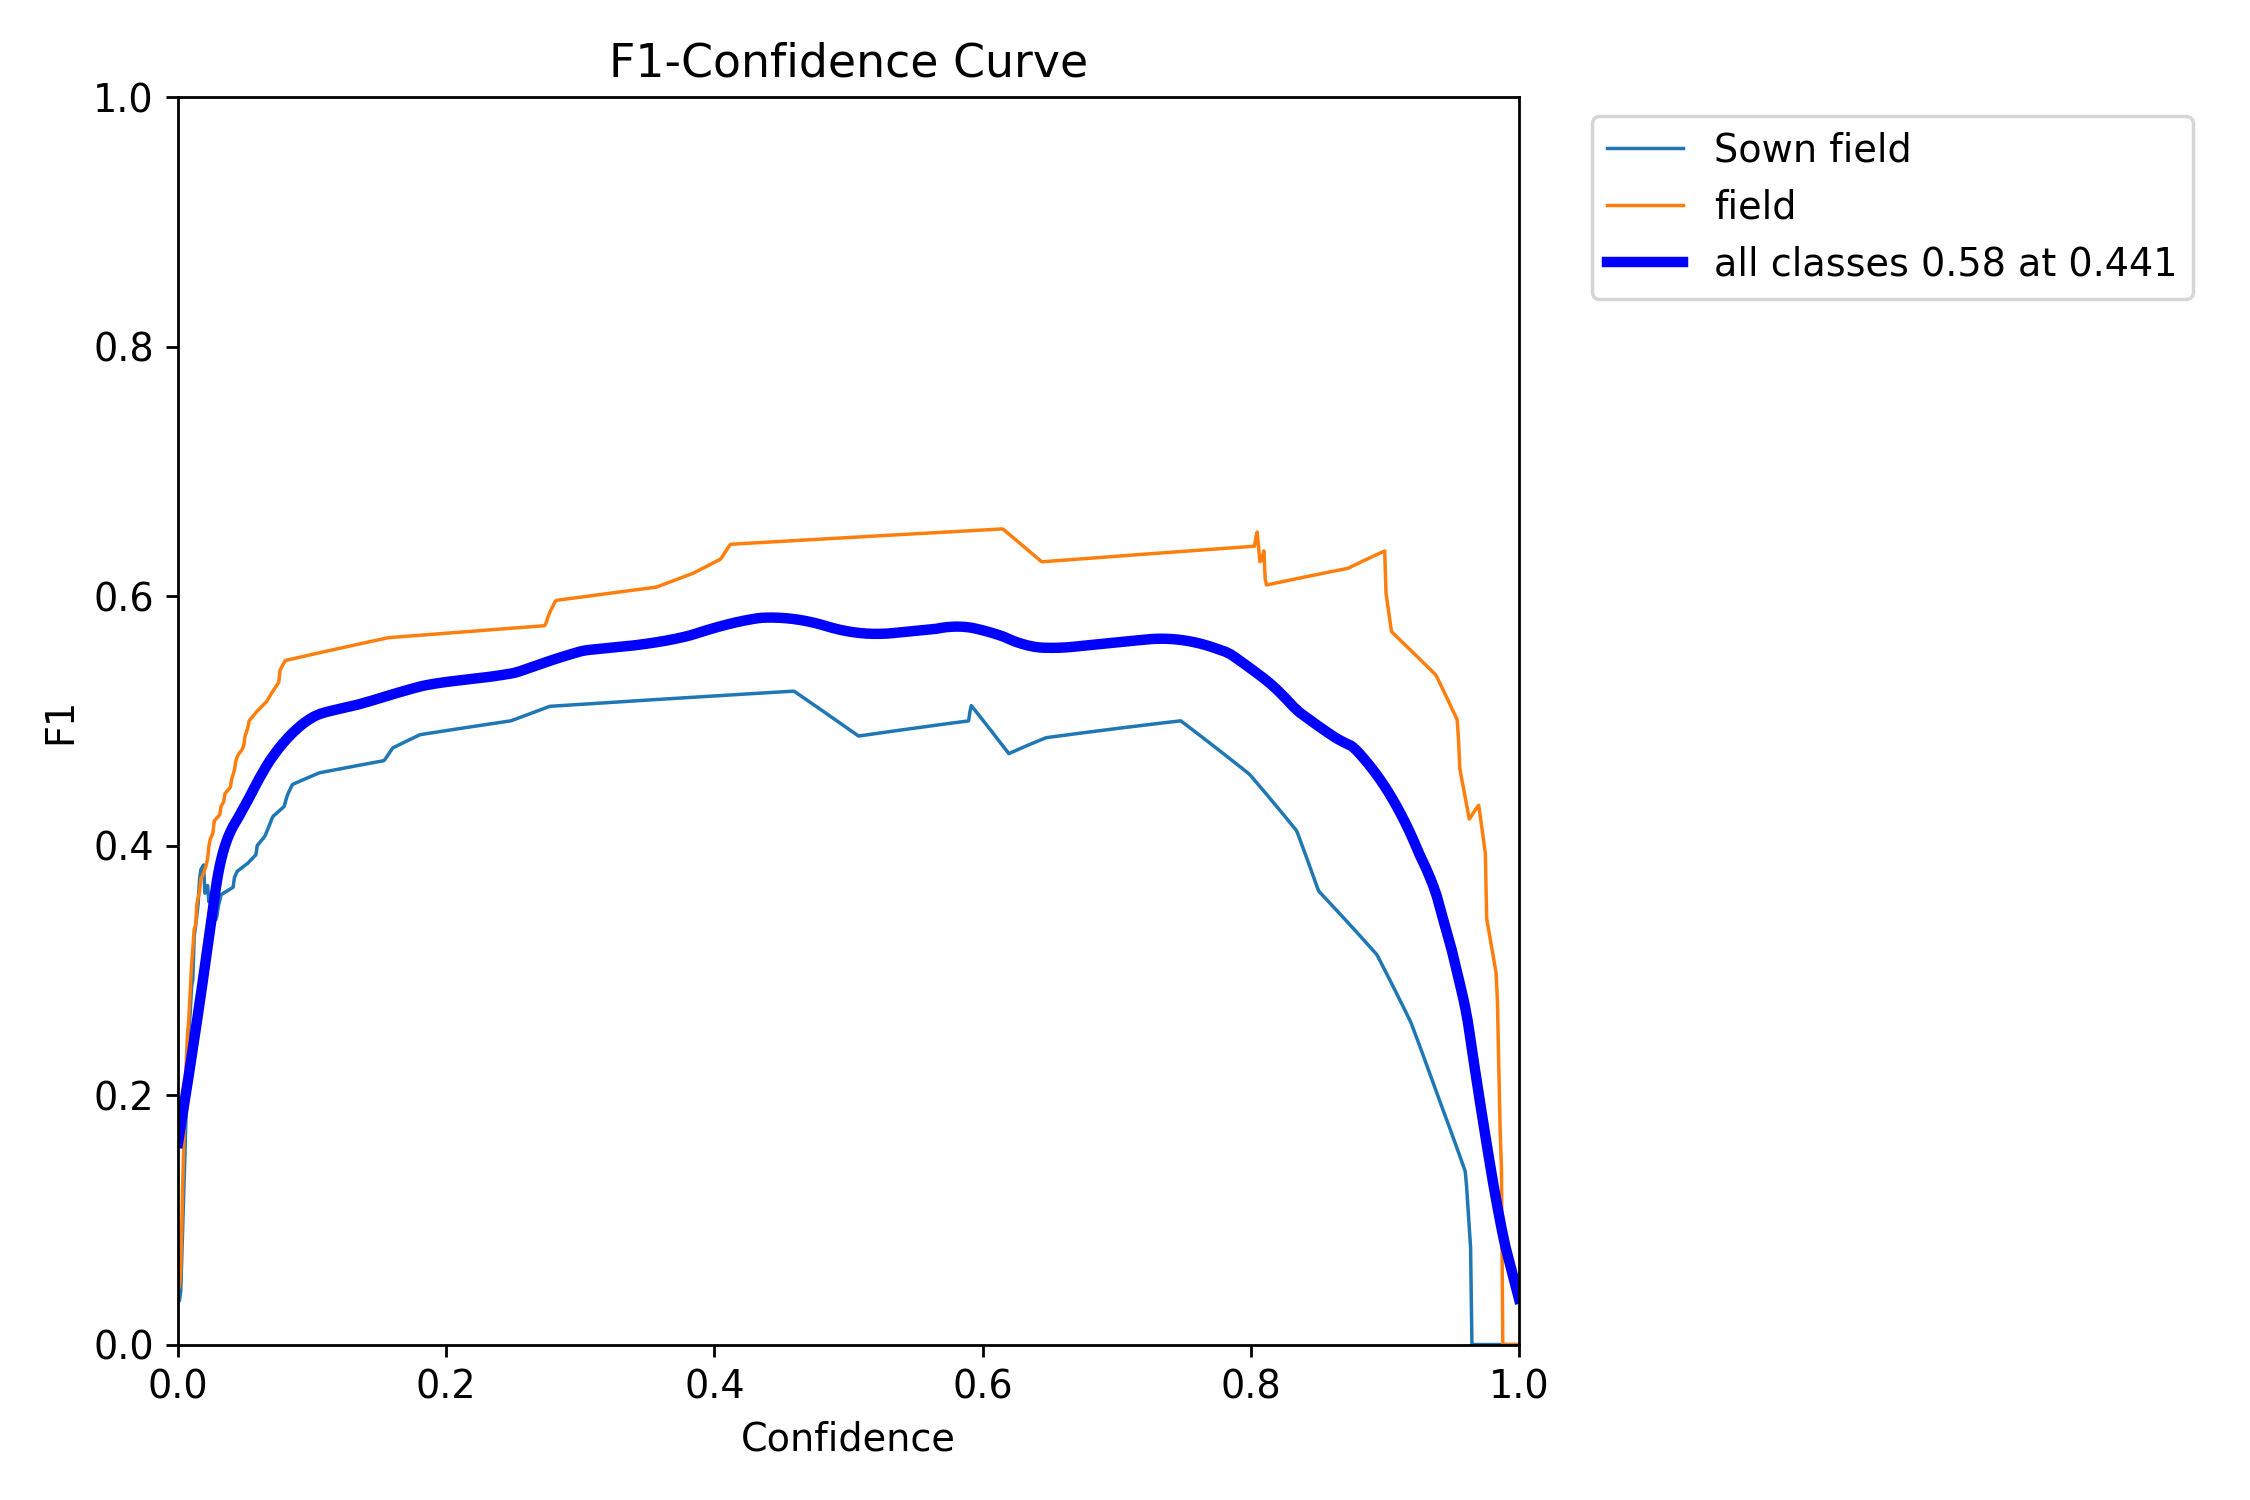 F1-Confidence Curve
1.0
0.8
0.6
0.4
0.2
0.0
F1
0.0 0.2 0.4 0.6 0.8 1.0
Confidence
Sown field
field
all classes 0.58 at 0.441